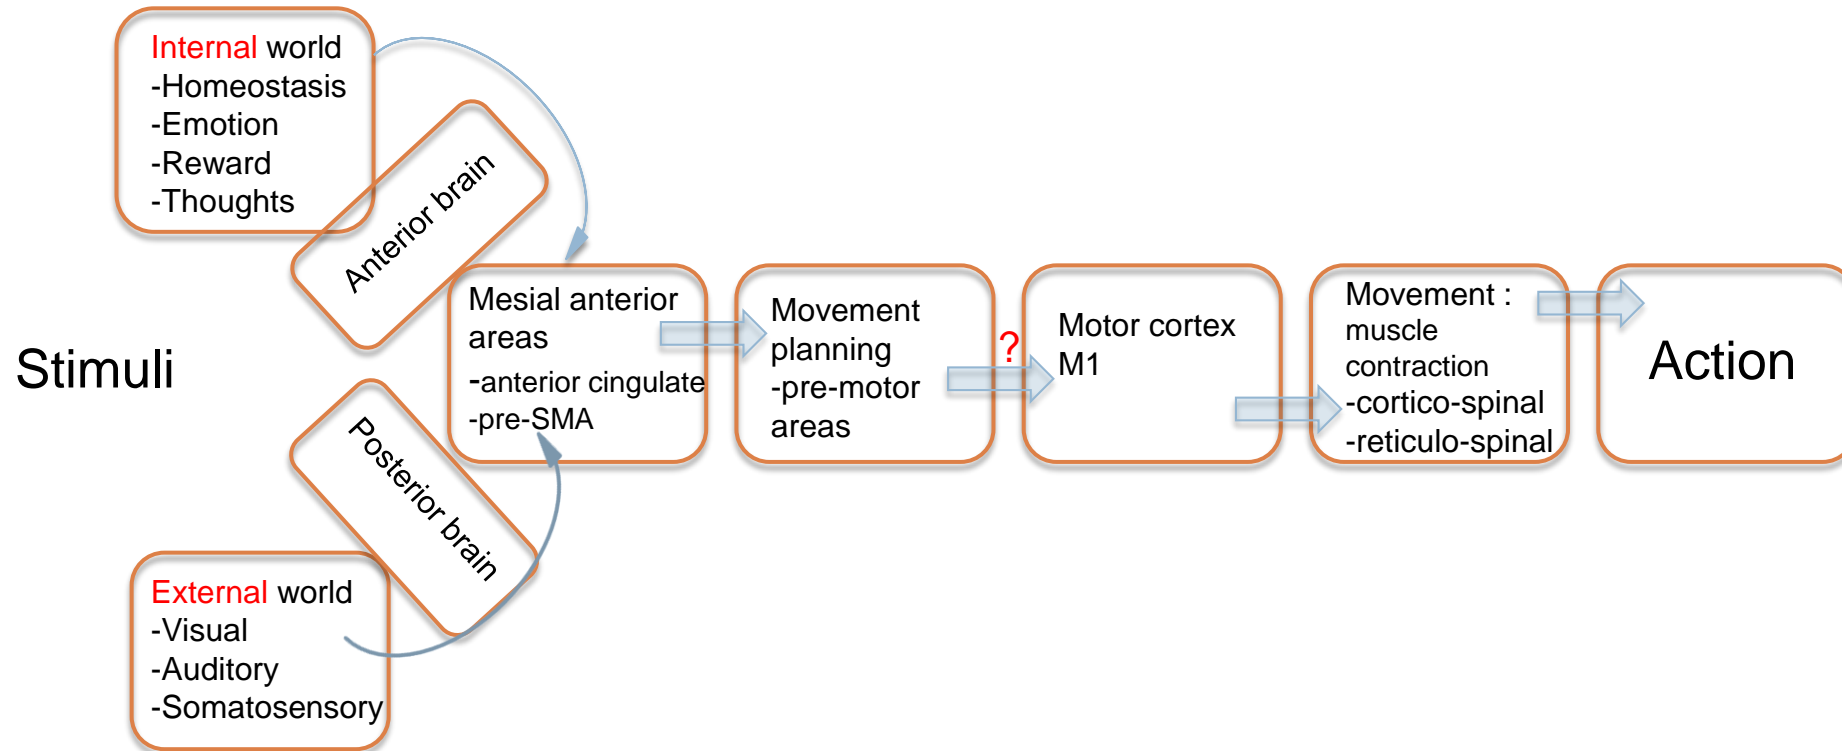 Stimuli
Internal world
-Homeostasis
-Emotion
-Reward
-Thoughts
Anterior brain
Posterior brain
External world
-Visual
-Auditory
-Somatosensory
Mesial anterior
areas
-anterior cingulate
-pre-SMA
Movement
planning
-pre-motor
areas
?
Motor cortex
M1
Movement :
muscle
contraction
-cortico-spinal
-reticulo-spinal
Action